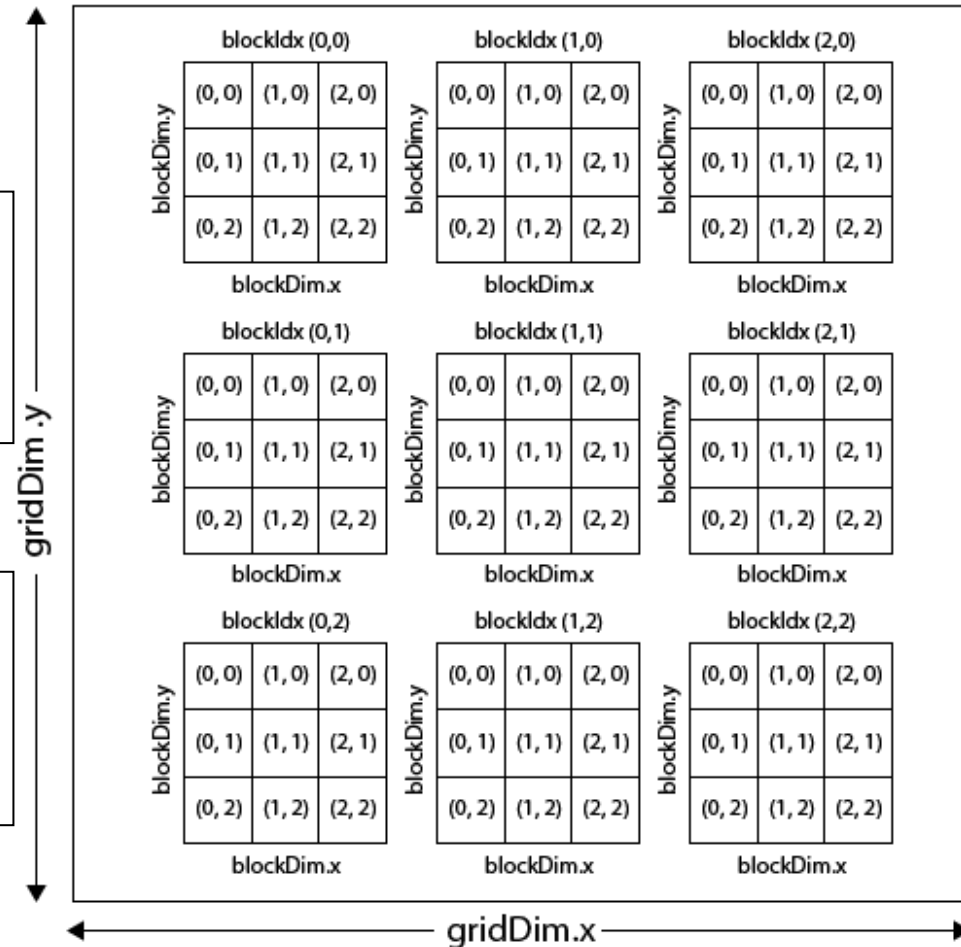 blockIdx (0,0) blockIdx (1,0) blockIdx (2,0)
blockDim.y (0, 0) (1, 0) (2, 0) blockDim.y (0, 0) (1, 0) (2, 0) blockDim.y (0, 0) (1, 0) (2, 0)
(0, 1) (1, 1) (2, 1) (0, 1) (1, 1) (2, 1) (0, 1) (1, 1) (2, 1)
(0, 2) (1, 2) (2, 2) (0, 2) (1, 2) (2, 2) (0, 2) (1, 2) (2, 2)
blockDim.x blockDim.x blockDim.x
blockIdx (0,1) blockIdx (1,1) blockIdx (2,1)
blockDim.y (0, 0) (1, 0) (2, 0) blockDim.y (0, 0) (1, 0) (2, 0) blockDim.y (0, 0) (1, 0) (2, 0)
(0, 1) (1, 1) (2, 1) (0, 1) (1, 1) (2, 1) (0, 1) (1, 1) (2, 1)
(0, 2) (1, 2) (2, 2) (0, 2) (1, 2) (2, 2) (0, 2) (1, 2) (2, 2)
blockDim.x blockDim.x blockDim.x
gridDim .y
blockIdx (0,2) blockIdx (1,2) blockIdx (2,2)
blockDim.y (0, 0) (1, 0) (2, 0) blockDim.y (0, 0) (1, 0) (2, 0) blockDim.y (0, 0) (1, 0) (2, 0)
(0, 1) (1, 1) (2, 1) (0, 1) (1, 1) (2, 1) (0, 1) (1, 1) (2, 1)
(0, 2) (1, 2) (2, 2) (0, 2) (1, 2) (2, 2) (0, 2) (1, 2) (2, 2)
blockDim.x blockDim.x blockDim.x
gridDim.x